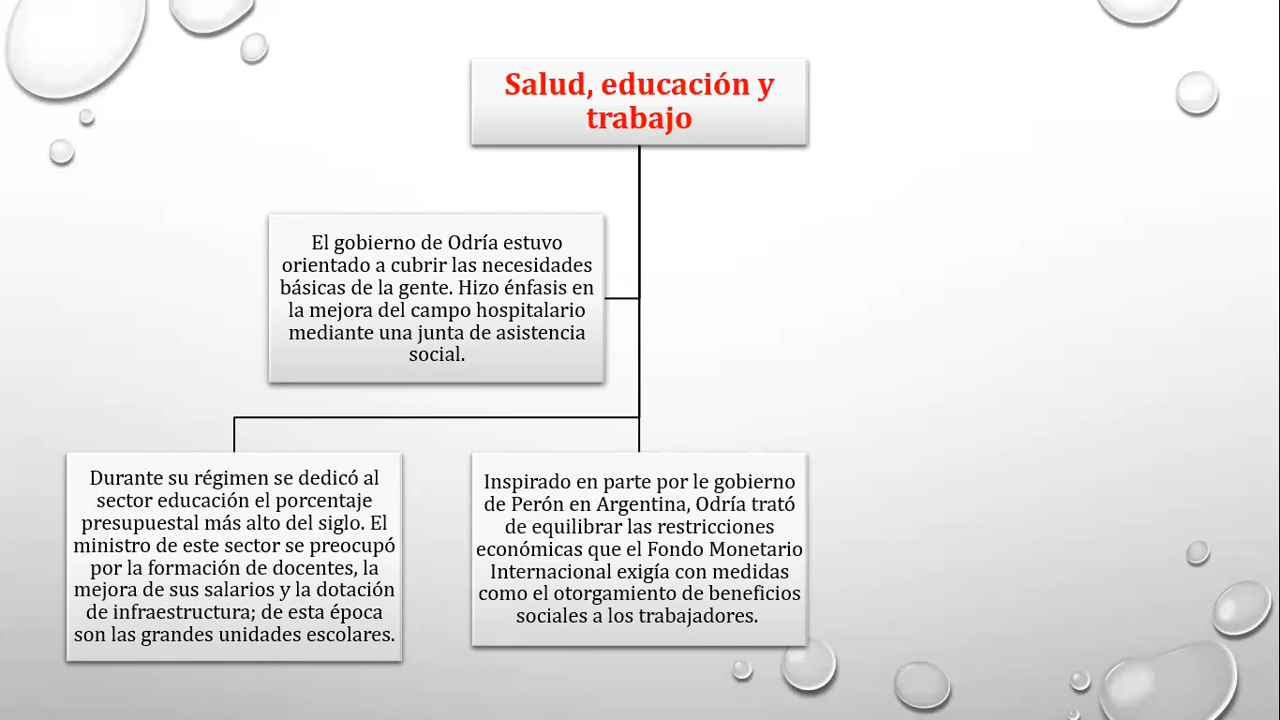 Salud, educación y
trabajo
El gobierno de Odría estuvo
orientado a cubrir las necesidades
básicas de la gente. Hizo énfasis en
la mejora del campo hospitalario
mediante una junta de asistencia
social.
Durante su régimen se dedicó al
sector educación el porcentaje
presupuestal más alto del siglo. El
ministro de este sector se preocupó
por la formación de docentes, la
mejora de sus salarios y la dotación
de infraestructura; de esta época
son las grandes unidades escolares.
Inspirado en parte por le gobierno
de Perón en Argentina, Odría trató
de equilibrar las restricciones
económicas que el Fondo Monetario
Internacional exigía con medidas
como el otorgamiento de beneficios
sociales a los trabajadores.